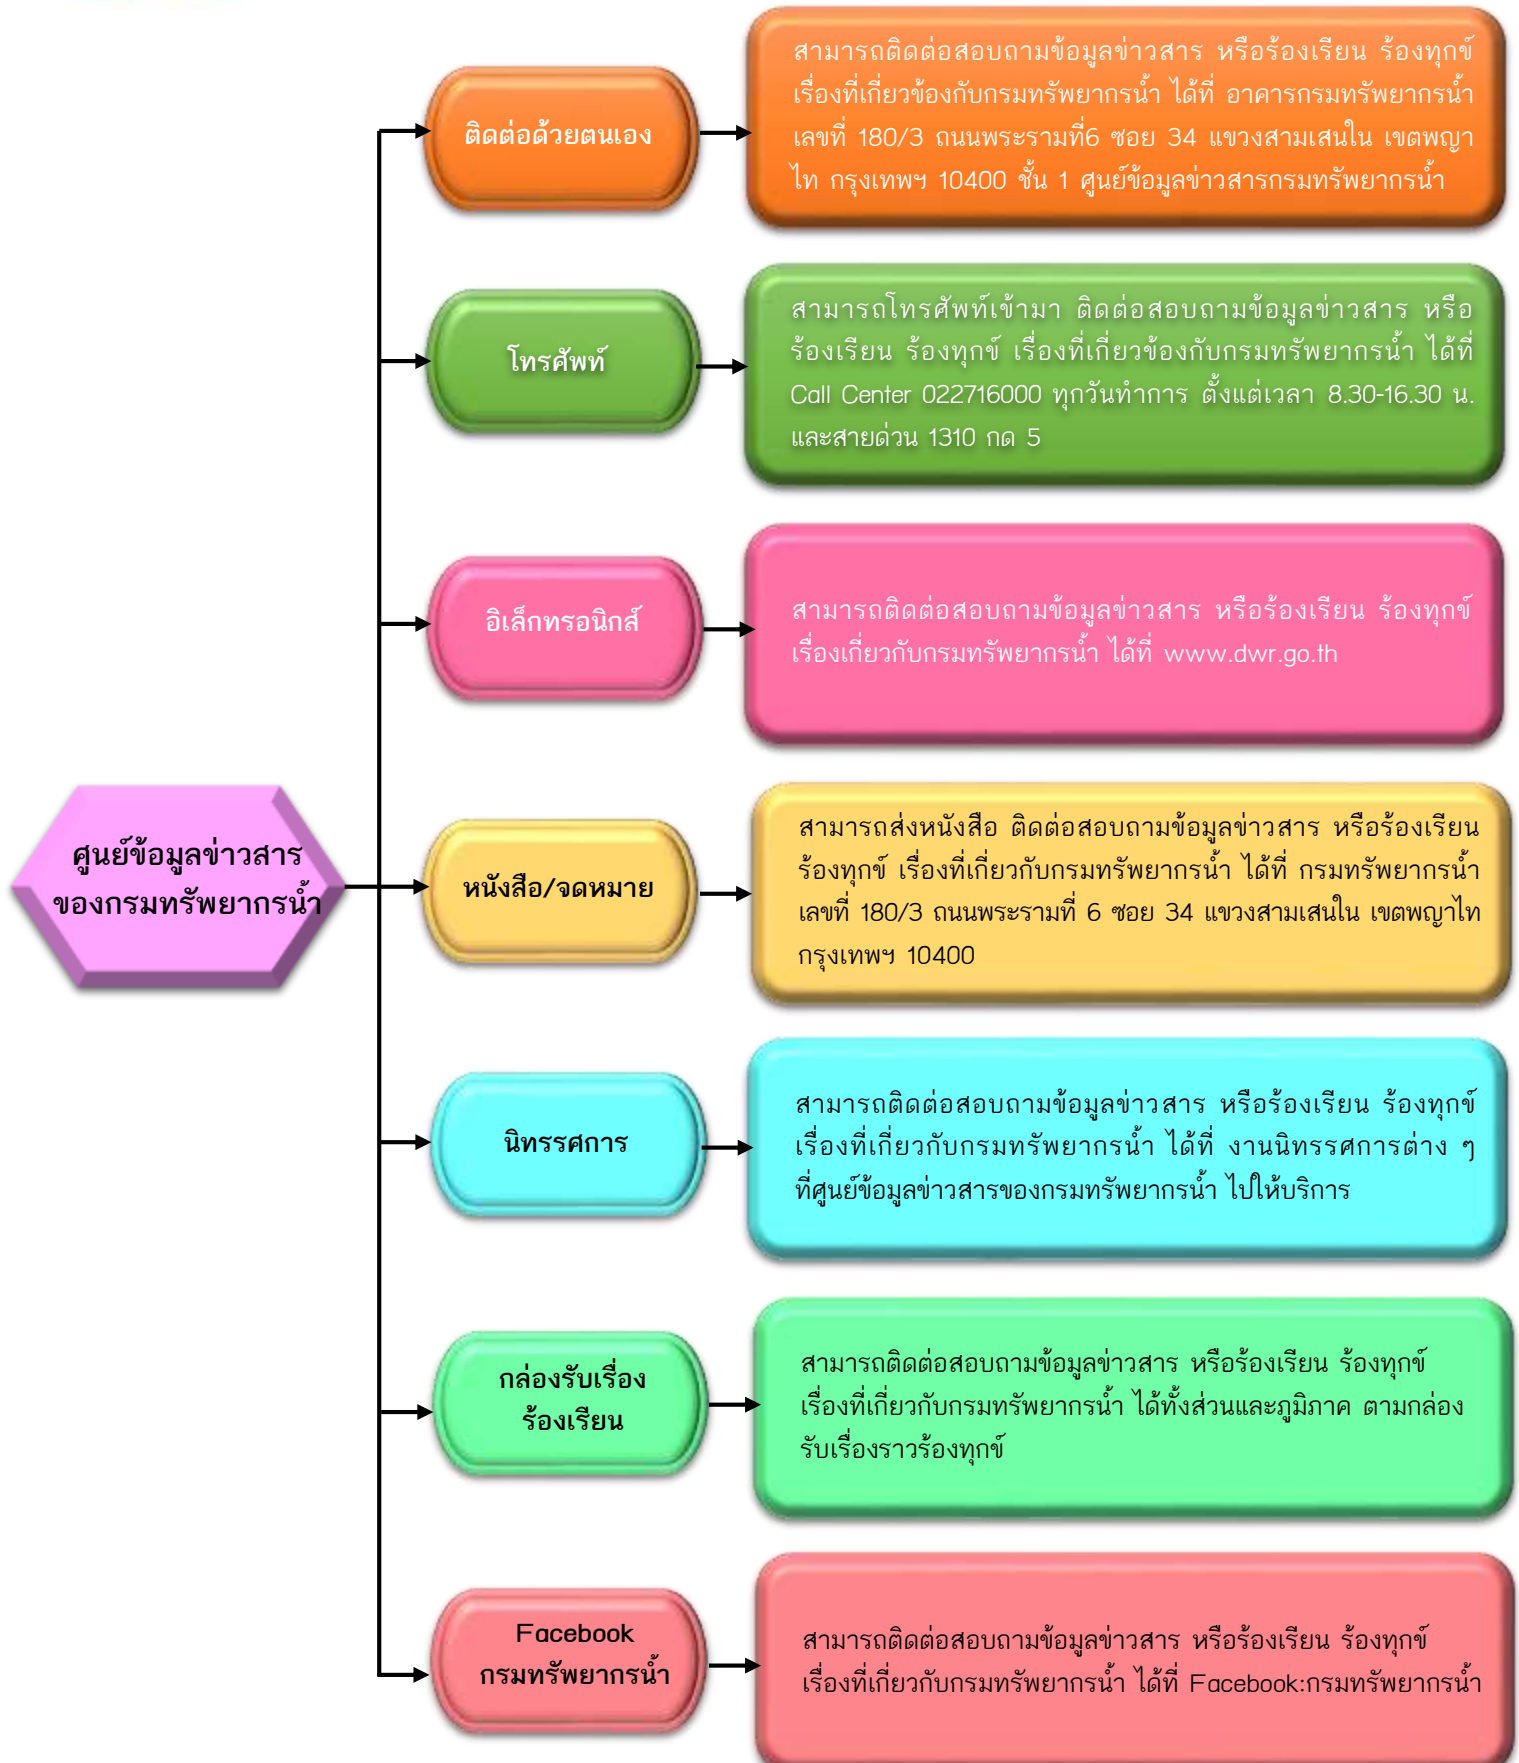 สามารถติดต่อสอบถามข้อมูลข่าวสาร หรือร้องเรียน ร้องทุกข์
เรื่องที่เกี่ยวข้องกับกรมทรัพยากรน้ำ ได้ที่ อาคารกรมทรัพยากรน้ำ
เลขที่ 180/3 ถนนพระรามที่6 ซอย 34 แขวงสามเสนใน เขตพญา
ไท กรุงเทพฯ 10400 ชั้น 1 ศูนย์ข้อมูลข่าวสารกรมทรัพยากรน้ำ
ติดต่อด้วยตนเอง
สามารถโทรศัพท์เข้ามา ติดต่อสอบถามข้อมูลข่าวสาร หรือ
ร้องเรียน ร้องทุกข์ เรื่องที่เกี่ยวข้องกับกรมทรัพยากรน้ำ ได้ที่
Call Center 022716000 ทุกวันทำการ ตั้งแต่เวลา 8.30-16.30 น.
และสายด่วน 1310 กด 5
โทรศัพท์
อิเล็กทรอนิกส์
สามารถติดต่อสอบถามข้อมูลข่าวสาร หรือร้องเรียน ร้องทุกข์
เรื่องเกี่ยวกับกรมทรัพยากรน้ำ ได้ที่ www.dwr.go.th
ศูนย์ข้อมูลข่าวสาร
ของกรมทรัพยากรน้ำ
หนังสือ/จดหมาย
สามารถส่งหนังสือ ติดต่อสอบถามข้อมูลข่าวสาร หรือร้องเรียน
ร้องทุกข์ เรื่องที่เกี่ยวกับกรมทรัพยากรน้ำ ได้ที่ กรมทรัพยากรน้ำ
เลขที่ 180/3 ถนนพระรามที่ 6 ซอย 34 แขวงสามเสนใน เขตพญาไท
กรุงเทพฯ 10400
นิทรรศการ
สามารถติดต่อสอบถามข้อมูลข่าวสาร หรือร้องเรียน ร้องทุกข์
เรื่องที่เกี่ยวกับกรมทรัพยากรน้ำ ได้ที่ งานนิทรรศการต่าง ๆ
ที่ศูนย์ข้อมูลข่าวสารของกรมทรัพยากรน้ำ ไปให้บริการ
กล่องรับเรื่อง
ร้องเรียน
สามารถติดต่อสอบถามข้อมูลข่าวสาร หรือร้องเรียน ร้องทุกข์
เรื่องที่เกี่ยวกับกรมทรัพยากรน้ำ ได้ทั้งส่วนและภูมิภาค ตามกล่อง
รับเรื่องราวร้องทุกข์
Facebook
กรมทรัพยากรน้ำ
สามารถติดต่อสอบถามข้อมูลข่าวสาร หรือร้องเรียน ร้องทุกข์
เรื่องที่เกี่ยวกับกรมทรัพยากรน้ำ ได้ที่ Facebook:กรมทรัพยากรน้ำ